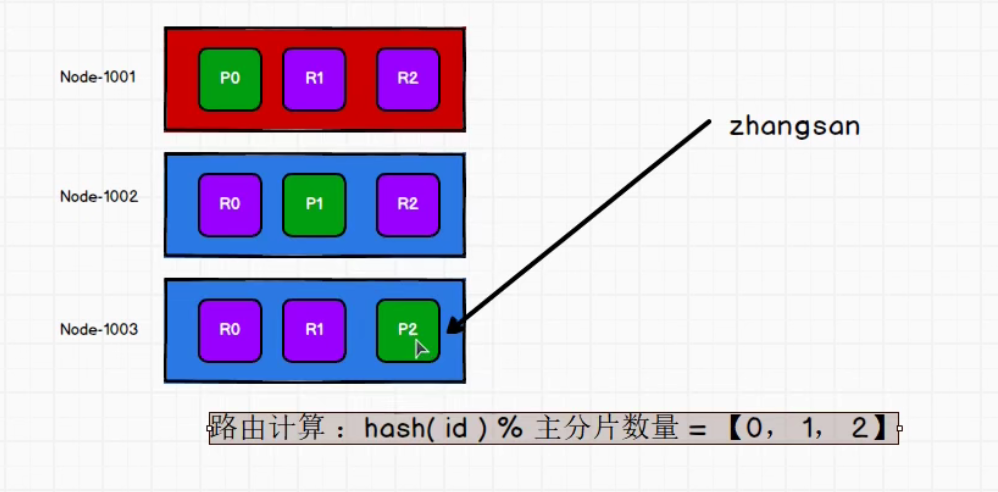 Node-1001 P0 R1 R2
zhangsan
Node-1002 R0 P1 R2
Node-1003 R0 R1 P2
路由计算：hash( id ) % 主分片数量 = 【0， 1， 2】